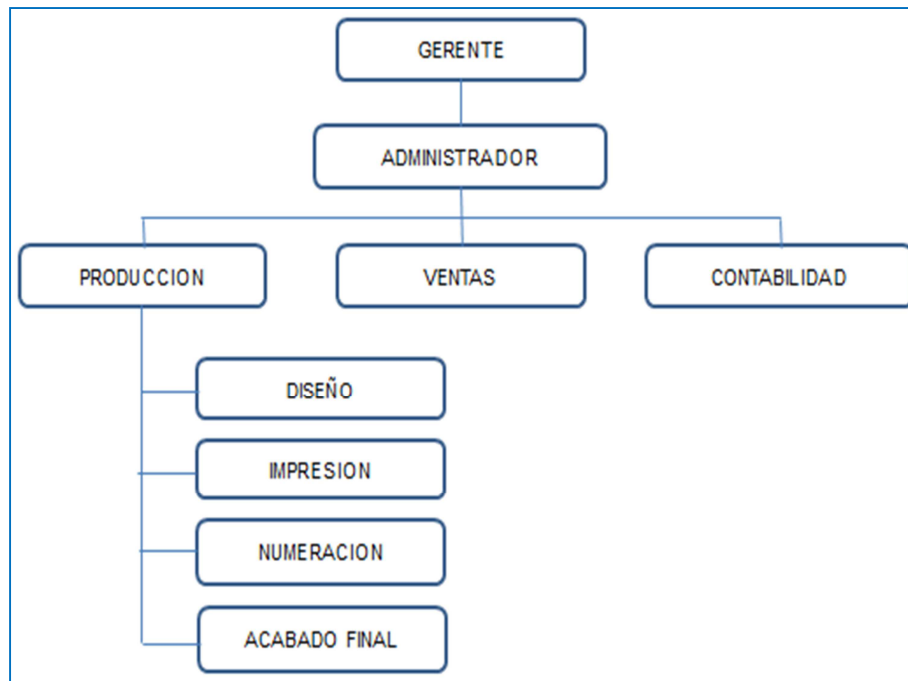 GERENTE
ADMINISTRADOR
PRODUCCION
VENTAS
CONTABILIDAD
DISEÑO
IMPRESION
NUMERACION
ACABADO FINAL